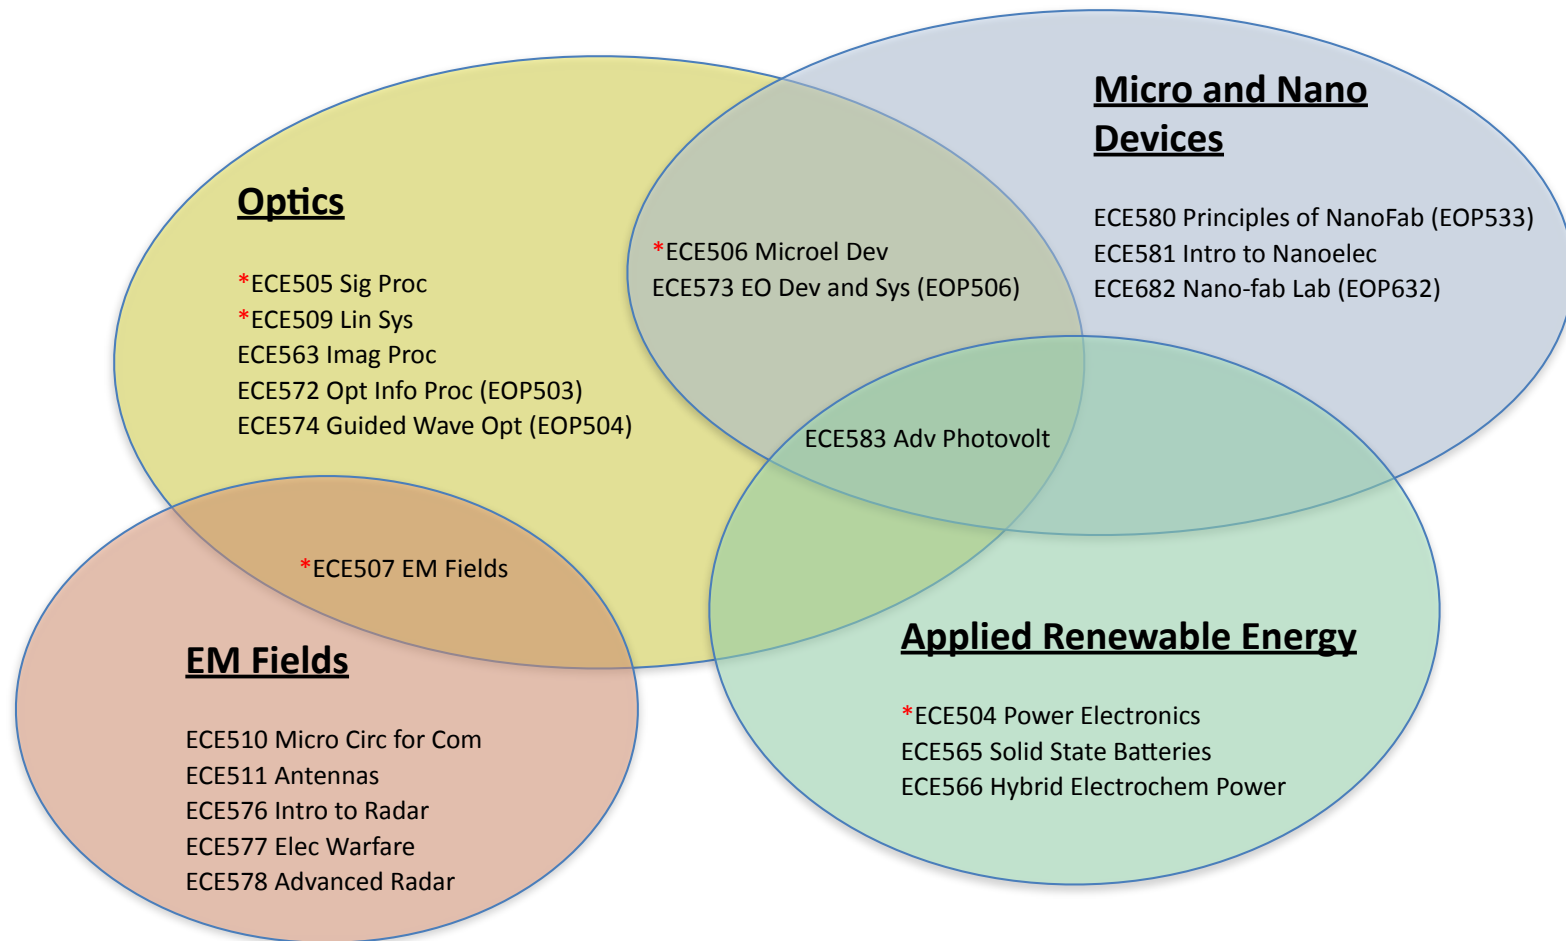 Micro and Nano
Devices
ECE580 Principles of NanoFab (EOP533)
ECE581 Intro to Nanoelec
ECE682 Nano-fab Lab (EOP632)
Optics
*ECE505 Sig Proc
*ECE509 Lin Sys
ECE563 Imag Proc
ECE572 Opt Info Proc (EOP503)
ECE574 Guided Wave Opt (EOP504)
*ECE506 Microel Dev
ECE573 EO Dev and Sys (EOP506)
ECE583 Adv Photovolt
*ECE507 EM Fields
EM Fields
ECE510 Micro Circ for Com
ECE511 Antennas
ECE576 Intro to Radar
ECE577 Elec Warfare
ECE578 Advanced Radar
Applied Renewable Energy
*ECE504 Power Electronics
ECE565 Solid State Batteries
ECE566 Hybrid Electrochem Power